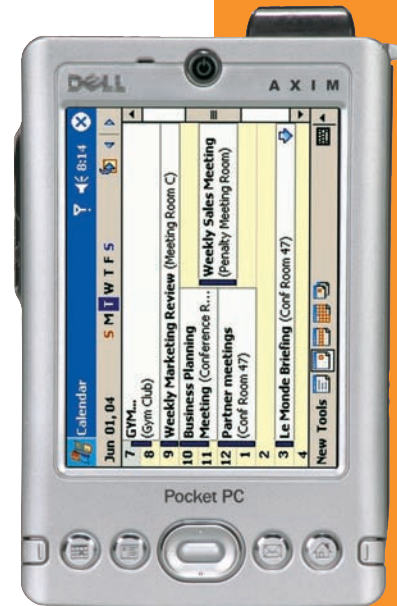 DELL
AXIM
Calendar 8:14
Jun 01, 04 S M T W T F S
7 GYM...
8 (Gym Club)
9 Weekly Marketing Review (Meeting Room C)
10 Business Planning
11 Meeting (Conference R...
Weekly Sales Meeting
(Penalty Meeting Room)
12 Partner meetings
1 (Conf Room 47)
2
3 Le Monde Briefing (Conf Room 47)
4
New Tools
Pocket PC